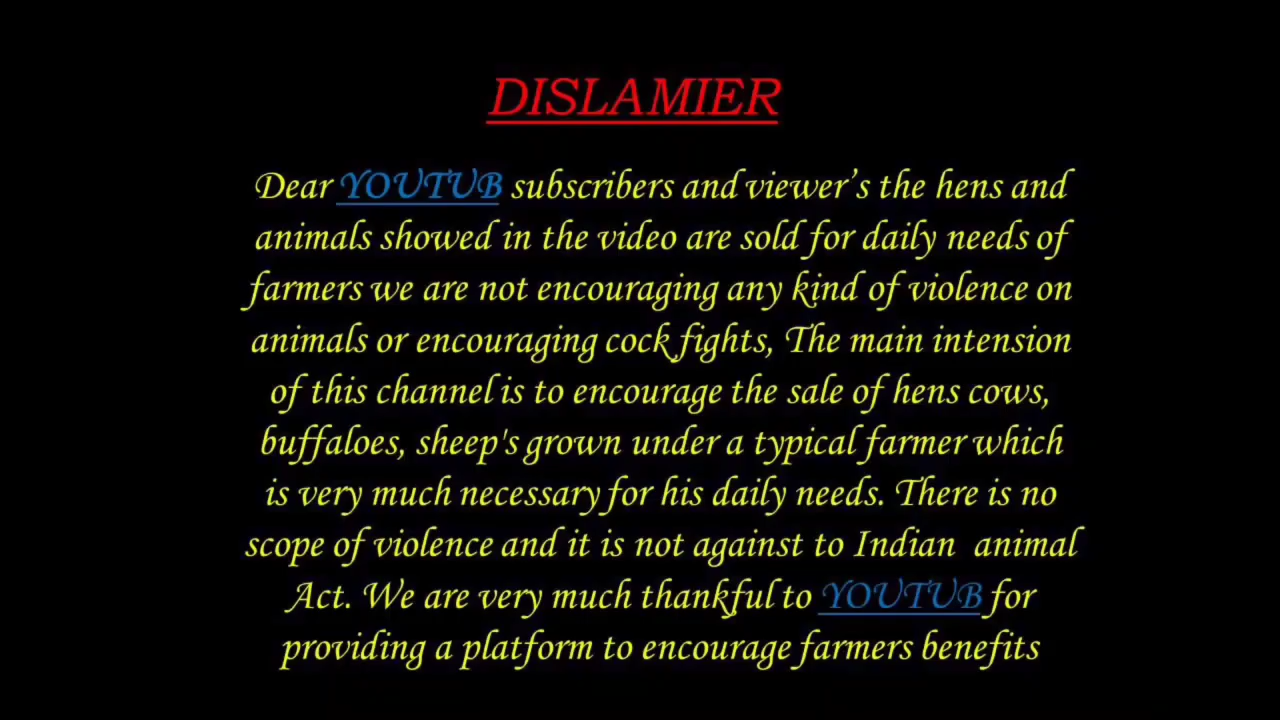 DISLAMIER
Dear YOUTUB subscribers and viewer’s the hens and
animals showed in the video are sold for daily needs of
farmers we are not encouraging any kind of violence on
animals or encouraging cock fights, The main intension
of this channel is to encourage the sale of hens cows,
buffaloes, sheep's grown under a typical farmer which
is very much necessary for his daily needs. There is no
scope of violence and it is not against to Indian animal
Act. We are very much thankful to YOUTUB for
providing a platform to encourage farmers benefits